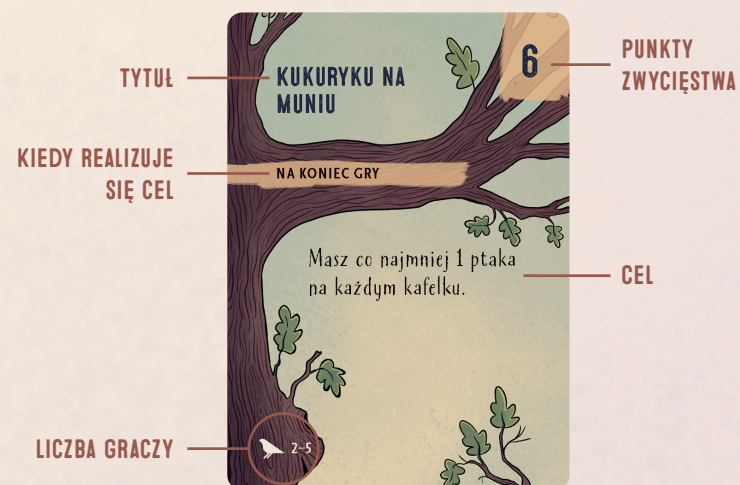 TYTUŁ
KUKURYKU NA
MUNIU
6
PUNKTY
ZWYCIĘSTWA
KIEDY REALIZUJE
SIĘ CEL
NA KONIEC GRY
Masz co najmniej 1 ptaka
na każdym kafelku.
CEL
LICZBA GRACZY
2-5